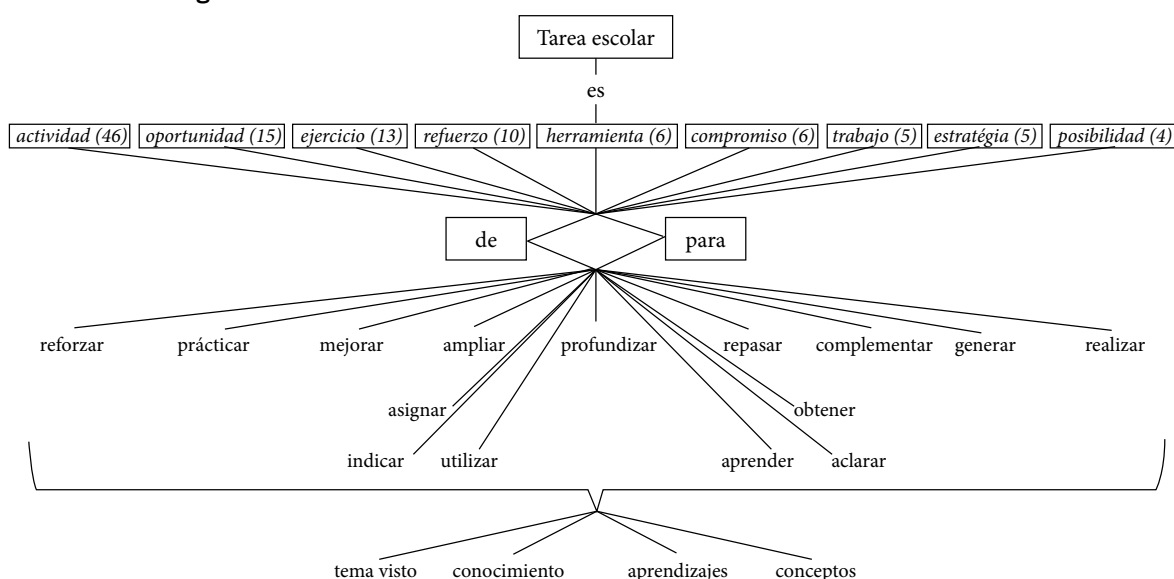 Tarea escolar
es
actividad (46) oportunidad (15) ejercicio (13) refuerzo (10) herramienta (6) compromiso (6) trabajo (5) estratégia (5) posibilidad (4)
de para
reforzar prácticar mejorar ampliar profundizar repasar complementar generar realizar
asignar obtener
indicar utilizar aprender aclarar
tema visto conocimiento aprendizajes conceptos